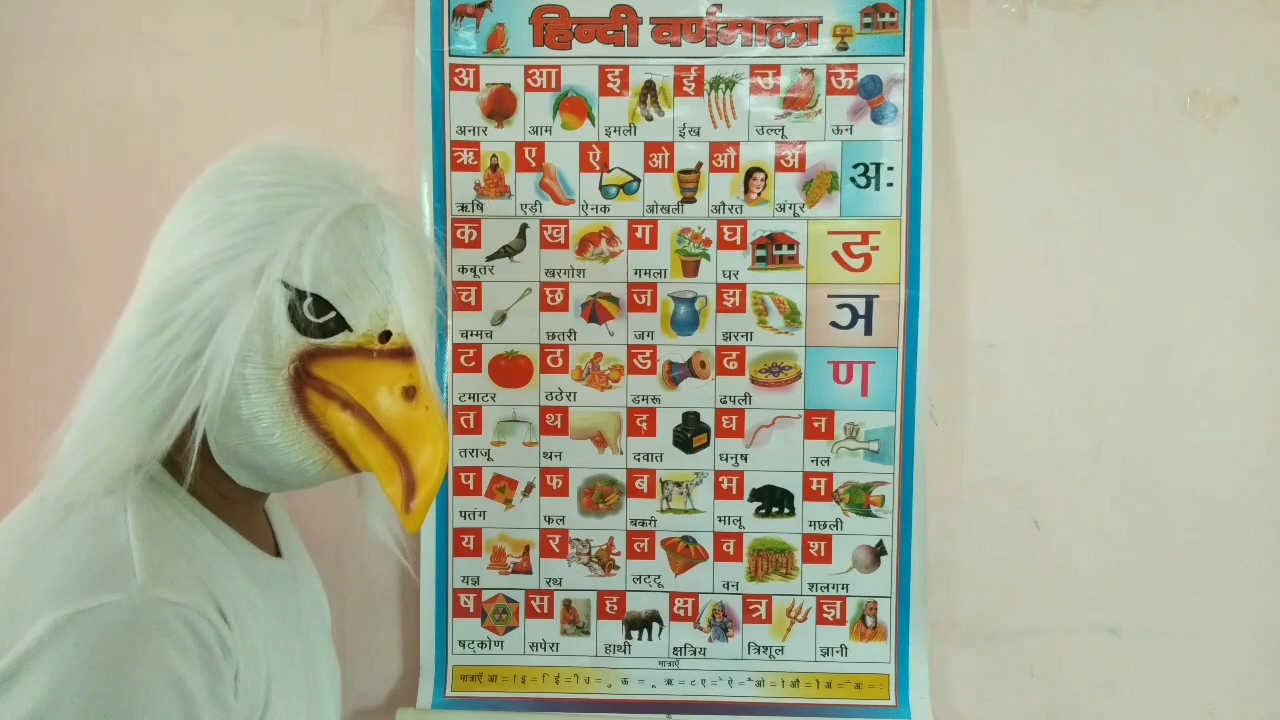 हिन्दी वर्णमाला
अ आ इ ई उ ऊ
अनार आम इमली ईख उल्लू ऊन
ऋ ए ऐ ओ औ अं अः
ऋषि एड़ी ऐनक ओखली औरत अंगूर
क ख ग घ ङ
कबूतर खरगोश गमला घर
च छ ज झ ञ
चम्मच छतरी जग झरना
ट ठ ड ढ ण
टमाटर ठठेरा डमरू ढपली
त थ द ध न
तराजू थन दवात धनुष नल
प फ ब भ म
पतंग फल बकरी भालू मछली
य र ल व श
यज्ञ रथ लट्टू वन शलगम
ष स ह क्ष त्र ज्ञ
षट्कोण सपेरा हाथी क्षत्रिय त्रिशूल ज्ञानी
मात्राएँ
मात्राएँ आ = ा इ = ि ई = ी उ = ु ऊ = ू ऋ = ृ ए = े ऐ = ै ओ = ो औ = ौ अं = ं अः = ः